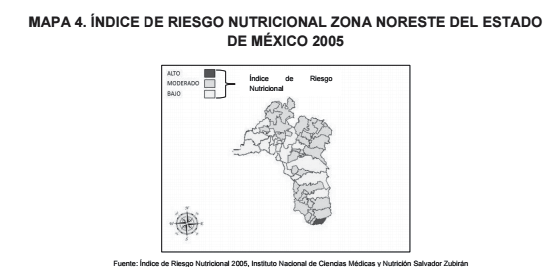 MAPA 4. ÍNDICE DE RIESGO NUTRICIONAL ZONA NORESTE DEL ESTADO
DE MÉXICO 2005
ALTO
MODERADO
BAJO
Índice de Riesgo
Nutricional
Fuente: Índice de Riesgo Nutricional 2005, Instituto Nacional de Ciencias Médicas y Nutrición Salvador Zubirán